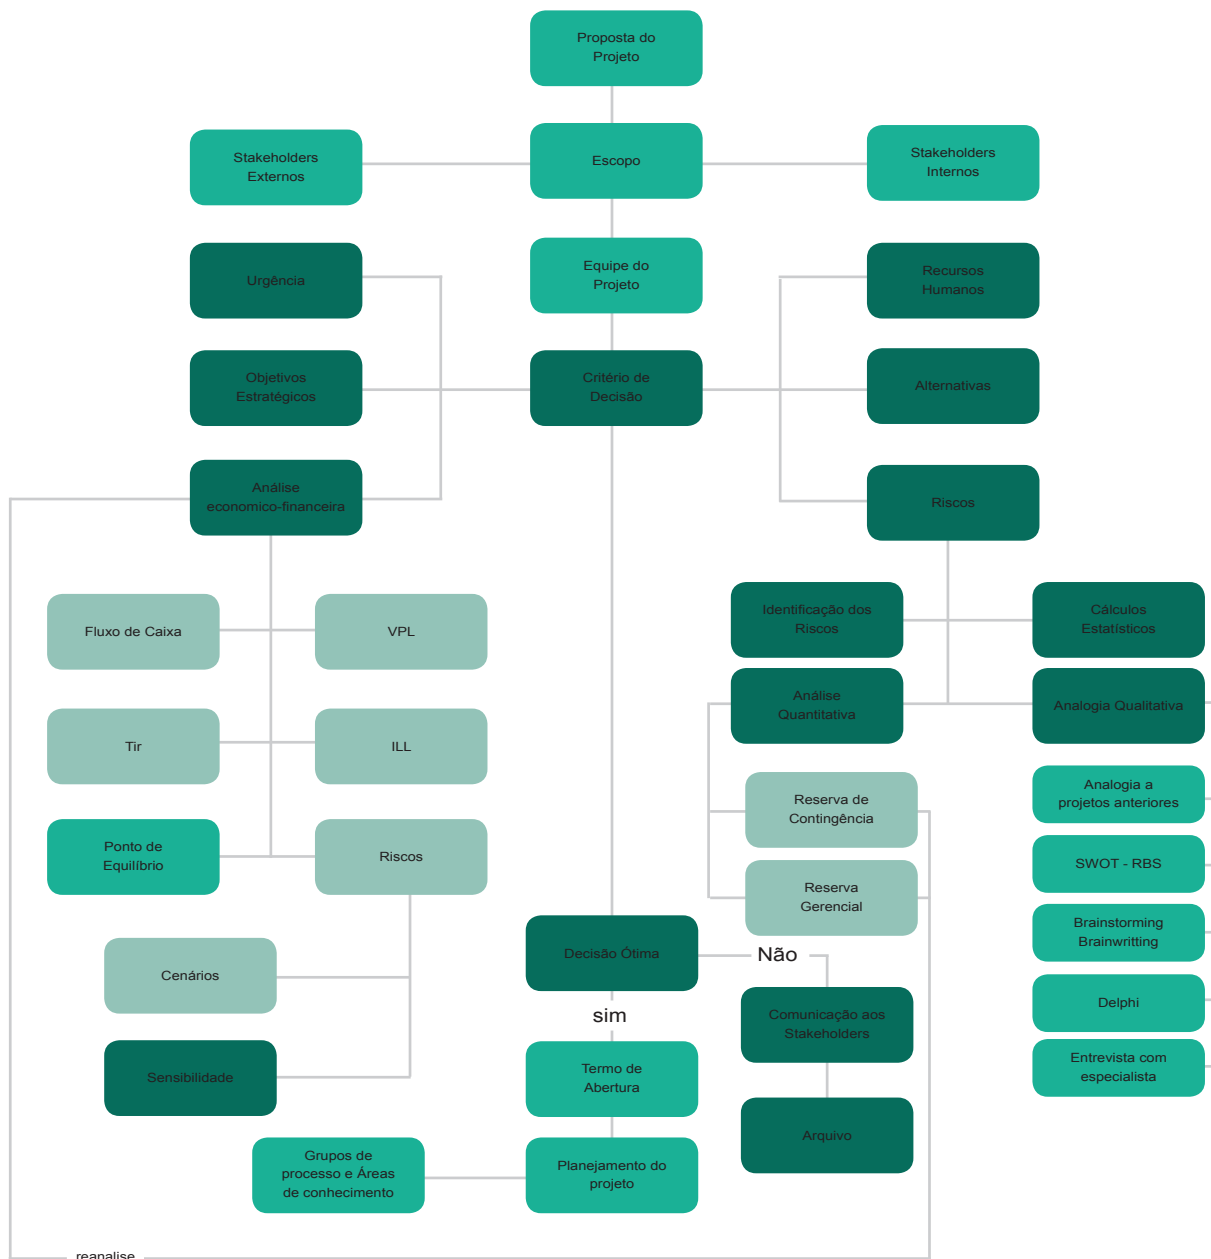 Proposta do
Projeto
Stakeholders
Externos
Escopo
Stakeholders
Internos
Urgência
Equipe do
Projeto
Recursos
Humanos
Objetivos
Estratégicos
Critério de
Decisão
Alternativas
Análise
economico-financeira
Riscos
Fluxo de Caixa
VPL
Identificação dos
Riscos
Cálculos
Estatísticos
Tir
ILL
Análise
Quantitativa
Analogia Qualitativa
Ponto de
Equilíbrio
Riscos
Reserva de
Contingência
Analogia a
projetos anteriores
SWOT - RBS
Reserva
Gerencial
Brainstorming
Brainwritting
Cenários
Decisão Ótima
Não
Delphi
sim
Comunicação aos
Stakeholders
Entrevista com
especialista
Sensibilidade
Termo de
Abertura
Arquivo
Grupos de
processo e Áreas
de conhecimento
Planejamento do
projeto
reanalise